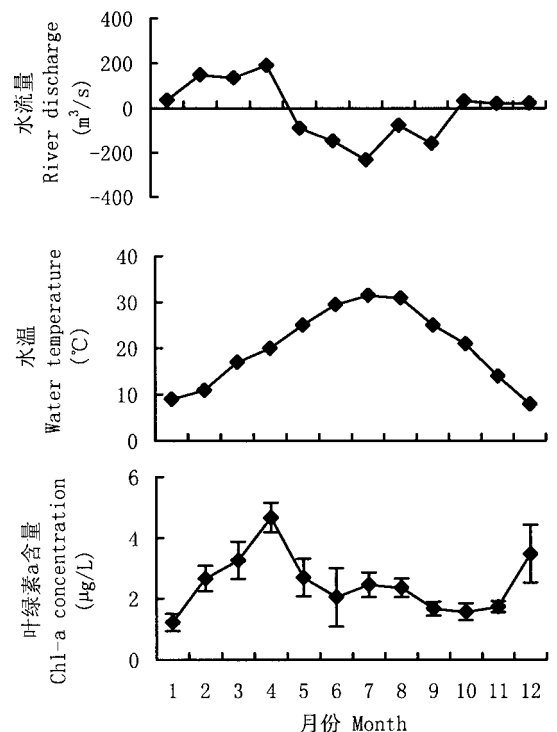 水流量
River discharge
(m³/s)
400
200
0
-200
-400
水温
Water temperature
(℃)
40
30
20
10
0
叶绿素a含量
Chl-a concentration
(μg/L)
6
4
2
0
1 2 3 4 5 6 7 8 9 10 11 12
月份 Month